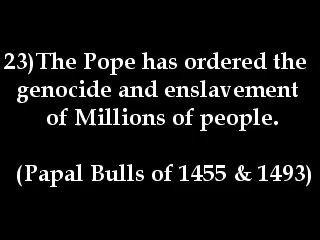 23)The Pope has ordered the
genocide and enslavement
of Millions of people.
(Papal Bulls of 1455 & 1493)